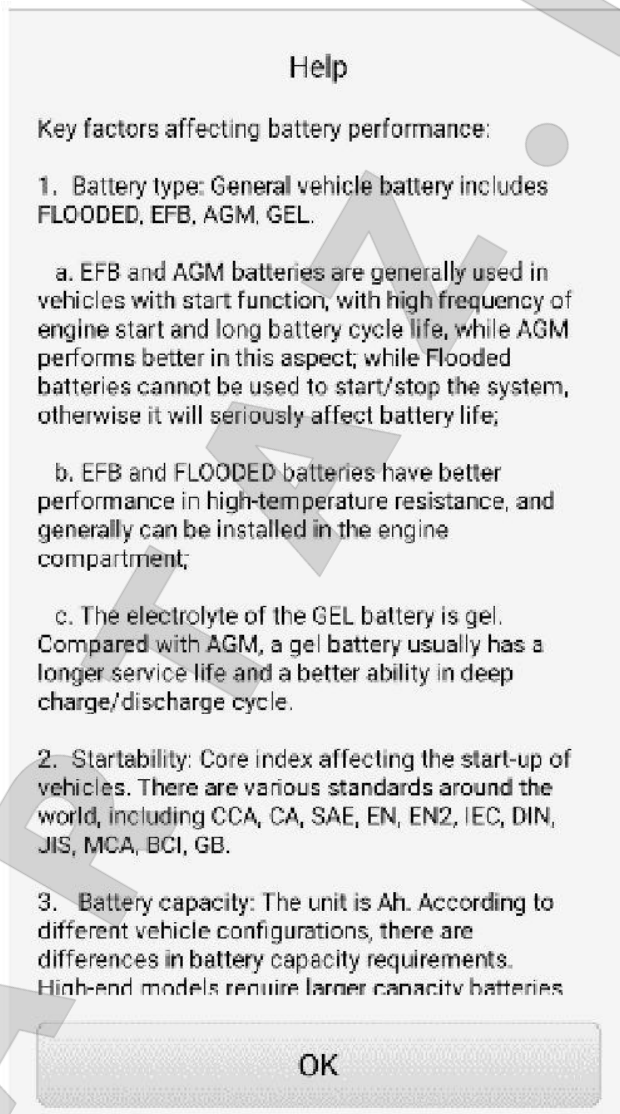 Help
Key factors affecting battery performance:
1. Battery type: General vehicle battery includes
FLOODED, EFB, AGM, GEL.
a. EFB and AGM batteries are generally used in
vehicles with start function, with high frequency of
engine start and long battery cycle life, while AGM
performs better in this aspect; while Flooded
batteries cannot be used to start/stop the system,
otherwise it will seriously affect battery life;
b. EFB and FLOODED batteries have better
performance in high-temperature resistance, and
generally can be installed in the engine
compartment;
c. The electrolyte of the GEL battery is gel.
Compared with AGM, a gel battery usually has a
longer service life and a better ability in deep
charge/discharge cycle.
2. Startability: Core index affecting the start-up of
vehicles. There are various standards around the
world, including CCA, CA, SAE, EN, EN2, IEC, DIN,
JIS, MCA, BCI, GB.
3. Battery capacity: The unit is Ah. According to
different vehicle configurations, there are
differences in battery capacity requirements.
High-end models require larger capacity batteries
OK